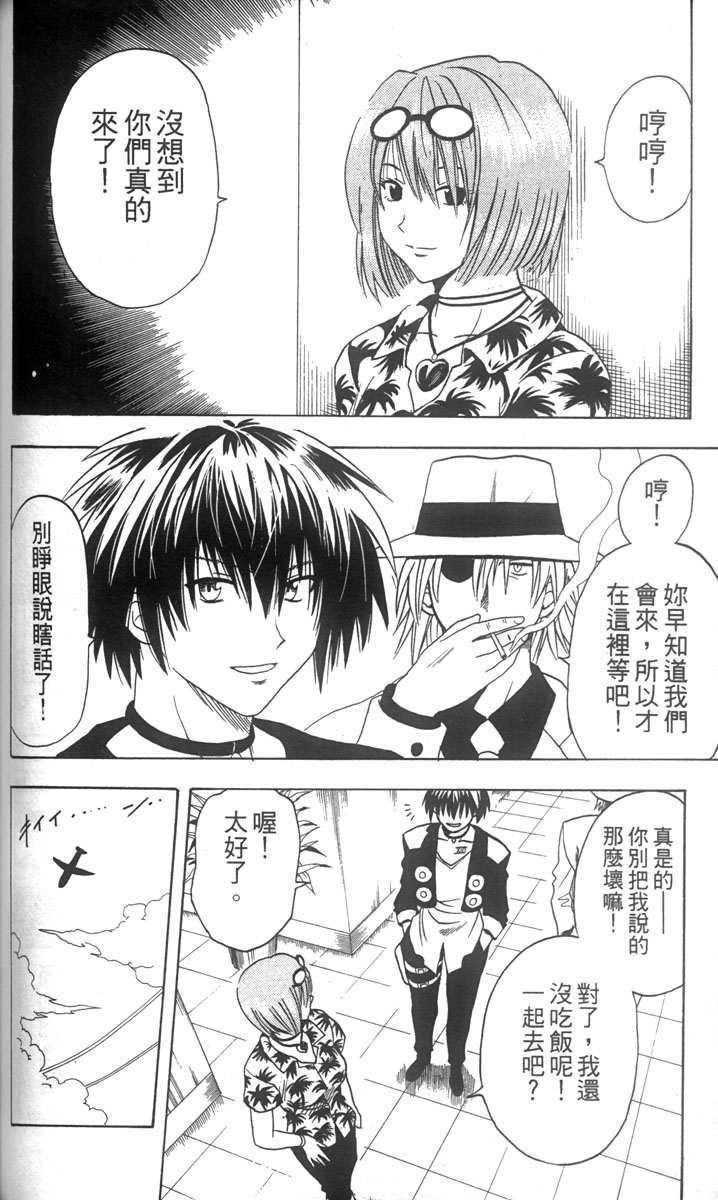 哼哼！
沒想到
你們真的
來了！
哼！
妳早知道我們
會來，所以才
在這裡等吧！
別睜眼說瞎話了！
真是的——
你別把我說的
那麼壞嘛！
對了，我還
沒吃飯呢！
一起去吧？
喔！
太好了。
キイイ‥‥
XIII